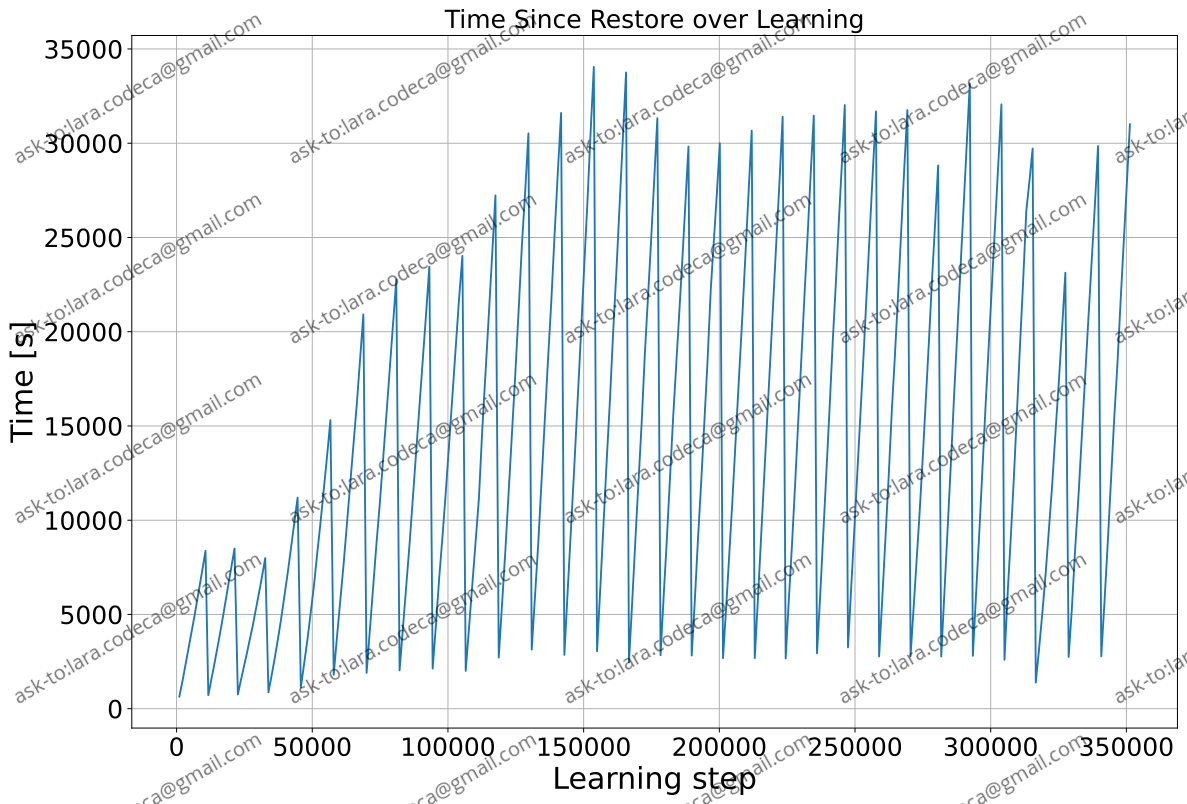 Time Since Restore over Learning
35000
30000
25000
20000
15000
10000
5000
0
Time [s]
0 50000 100000 150000 200000 250000 300000 350000
Learning step
ask-to:lara.codeca@gmail.com